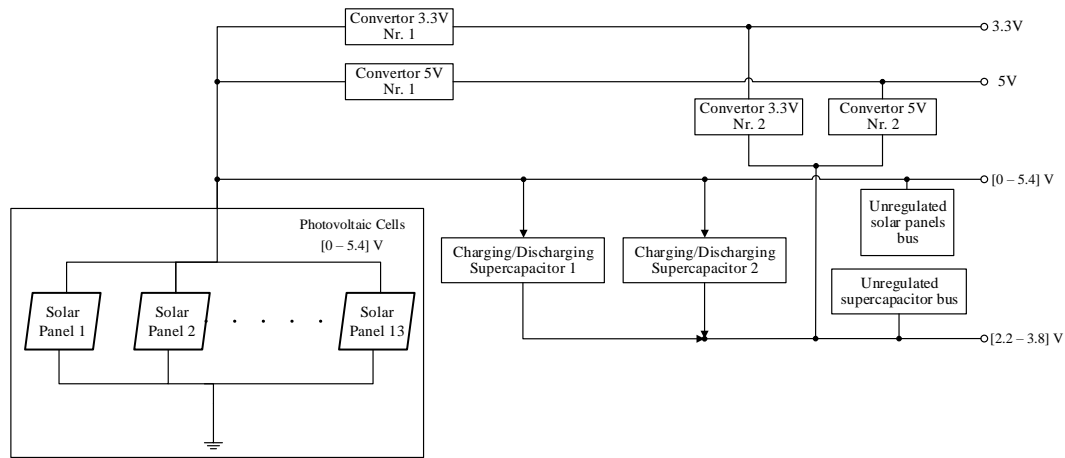 Convertor 3.3V
Nr. 1
3.3V
Convertor 5V
Nr. 1
5V
Convertor 3.3V
Nr. 2
Convertor 5V
Nr. 2
[0 – 5.4] V
Unregulated
solar panels
bus
Photovoltaic Cells
[0 – 5.4] V
Charging/Discharging
Supercapacitor 1
Charging/Discharging
Supercapacitor 2
Unregulated
supercapacitor bus
Solar
Panel 1
Solar
Panel 2
. . . . .
Solar
Panel 13
[2.2 – 3.8] V